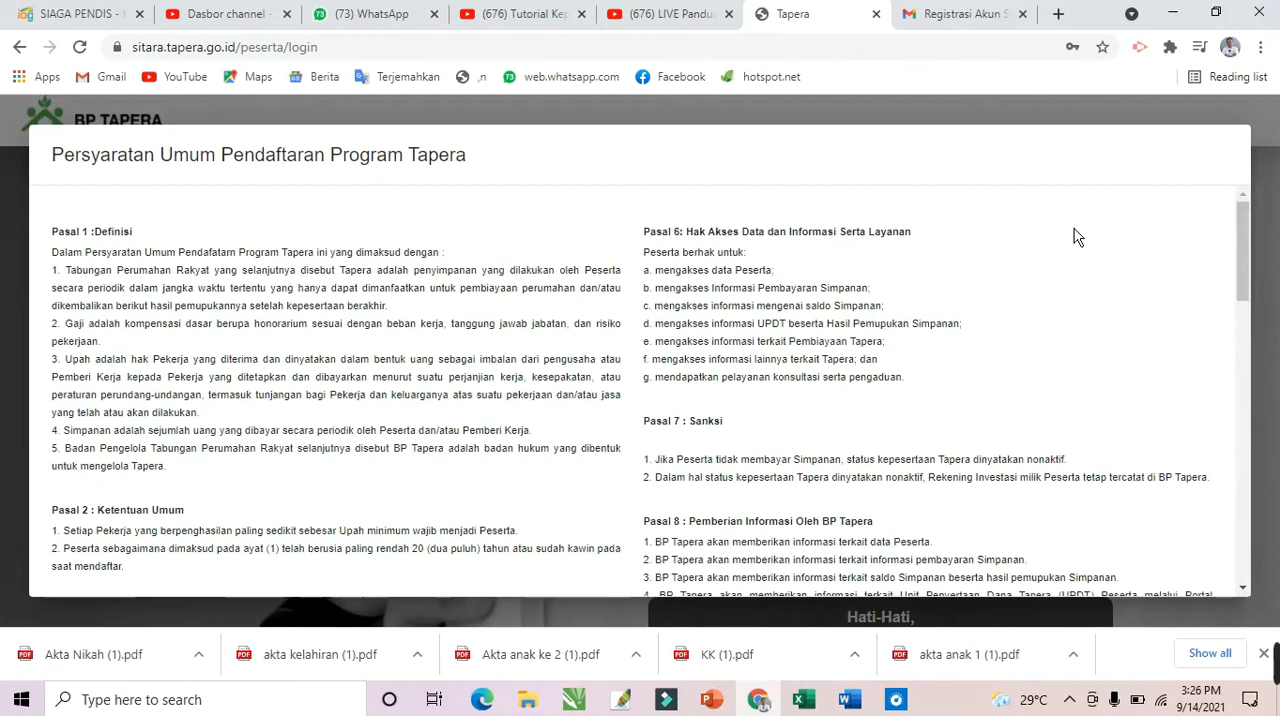 SIAGA PENDIS -
Dasbor channel -
(73) WhatsApp
(676) Tutorial Kep
(676) LIVE Pandu
Tapera
Registrasi Akun S
sitara.tapera.go.id/peserta/login
Apps
Gmail
YouTube
Maps
Berita
Terjemahkan
,n
web.whatsapp.com
Facebook
hotspot.net
Reading list
BP TAPERA
Persyaratan Umum Pendaftaran Program Tapera
Pasal 1 :Definisi
Dalam Persyaratan Umum Pendafatarn Program Tapera ini yang dimaksud dengan :
1. Tabungan Perumahan Rakyat yang selanjutnya disebut Tapera adalah penyimpanan yang dilakukan oleh Peserta
secara periodik dalam jangka waktu tertentu yang hanya dapat dimanfaatkan untuk pembiayaan perumahan dan/atau
dikembalikan berikut hasil pemupukannya setelah kepesertaan berakhir.
2. Gaji adalah kompensasi dasar berupa honorarium sesuai dengan beban kerja, tanggung jawab jabatan, dan risiko
pekerjaan.
3. Upah adalah hak Pekerja yang diterima dan dinyatakan dalam bentuk uang sebagai imbalan dari pengusaha atau
Pemberi Kerja kepada Pekerja yang ditetapkan dan dibayarkan menurut suatu perjanjian kerja, kesepakatan, atau
peraturan perundang-undangan, termasuk tunjangan bagi Pekerja dan keluarganya atas suatu pekerjaan dan/atau jasa
yang telah atau akan dilakukan.
4. Simpanan adalah sejumlah uang yang dibayar secara periodik oleh Peserta dan/atau Pemberi Kerja.
5. Badan Pengelola Tabungan Perumahan Rakyat selanjutnya disebut BP Tapera adalah badan hukum yang dibentuk
untuk mengelola Tapera.
Pasal 2 : Ketentuan Umum
1. Setiap Pekerja yang berpenghasilan paling sedikit sebesar Upah minimum wajib menjadi Peserta.
2. Peserta sebagaimana dimaksud pada ayat (1) telah berusia paling rendah 20 (dua puluh) tahun atau sudah kawin pada
saat mendaftar.
Pasal 6: Hak Akses Data dan Informasi Serta Layanan
Peserta berhak untuk:
a. mengakses data Peserta;
b. mengakses Informasi Pembayaran Simpanan;
c. mengakses informasi mengenai saldo Simpanan;
d. mengakses informasi UPDT beserta Hasil Pemupukan Simpanan;
e. mengakses informasi terkait Pembiayaan Tapera;
f. mengakses informasi lainnya terkait Tapera; dan
g. mendapatkan pelayanan konsultasi serta pengaduan.
Pasal 7 : Sanksi
1. Jika Peserta tidak membayar Simpanan, status kepesertaan Tapera dinyatakan nonaktif.
2. Dalam hal status kepesertaan Tapera dinyatakan nonaktif, Rekening Investasi milik Peserta tetap tercatat di BP Tapera.
Pasal 8 : Pemberian Informasi Oleh BP Tapera
1. BP Tapera akan memberikan informasi terkait data Peserta.
2. BP Tapera akan memberikan informasi terkait informasi pembayaran Simpanan.
3. BP Tapera akan memberikan informasi terkait saldo Simpanan beserta hasil pemupukan Simpanan.
4. BP Tapera akan memberikan informasi terkait Unit Penyertaan Dana Tapera (UPDT) Peserta melalui Portal
Hati-Hati,
Akta Nikah (1).pdf
akta kelahiran (1).pdf
Akta anak ke 2 (1).pdf
KK (1).pdf
akta anak 1 (1).pdf
Show all
Type here to search
29°C
3:26 PM
9/14/2021